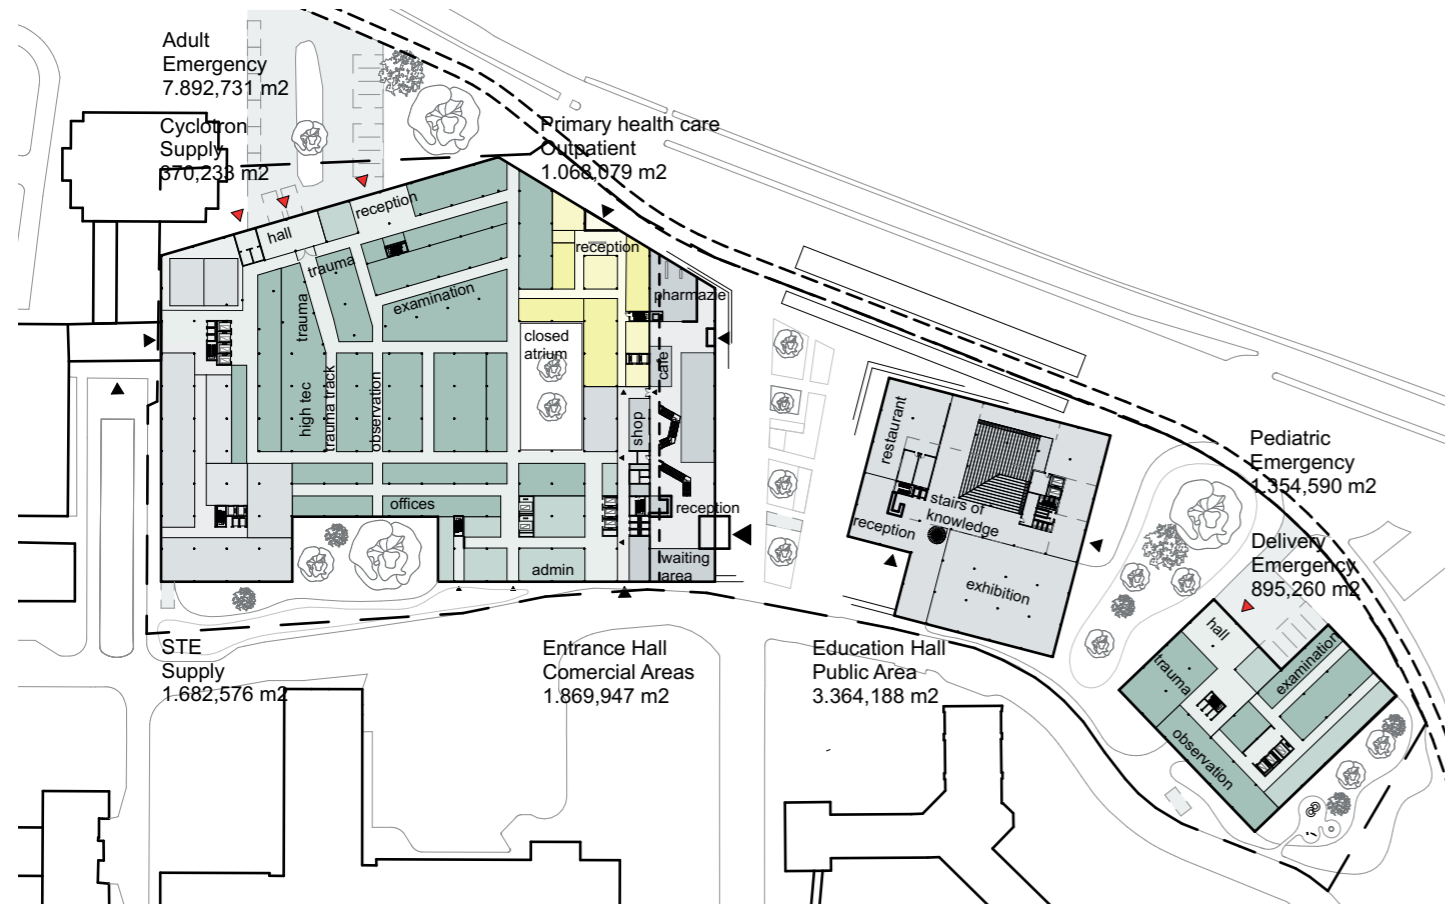 Adult
Emergency
7.892,731 m2
Cyclotron
Supply
370,233 m2
Primary health care
Outpatient
1.068,079 m2
reception
hall
trauma
examination
trauma
high tec
trauma track
observation
reception
pharmazie
closed
atrium
cafe
shop
offices
reception
admin
waiting
area
restaurant
stairs of
knowledge
reception
exhibition
Pediatric
Emergency
1.354,590 m2
Delivery
Emergency
895,260 m2
hall
trauma
examination
observation
STE
Supply
1.682,576 m2
Entrance Hall
Comercial Areas
1.869,947 m2
Education Hall
Public Area
3.364,188 m2